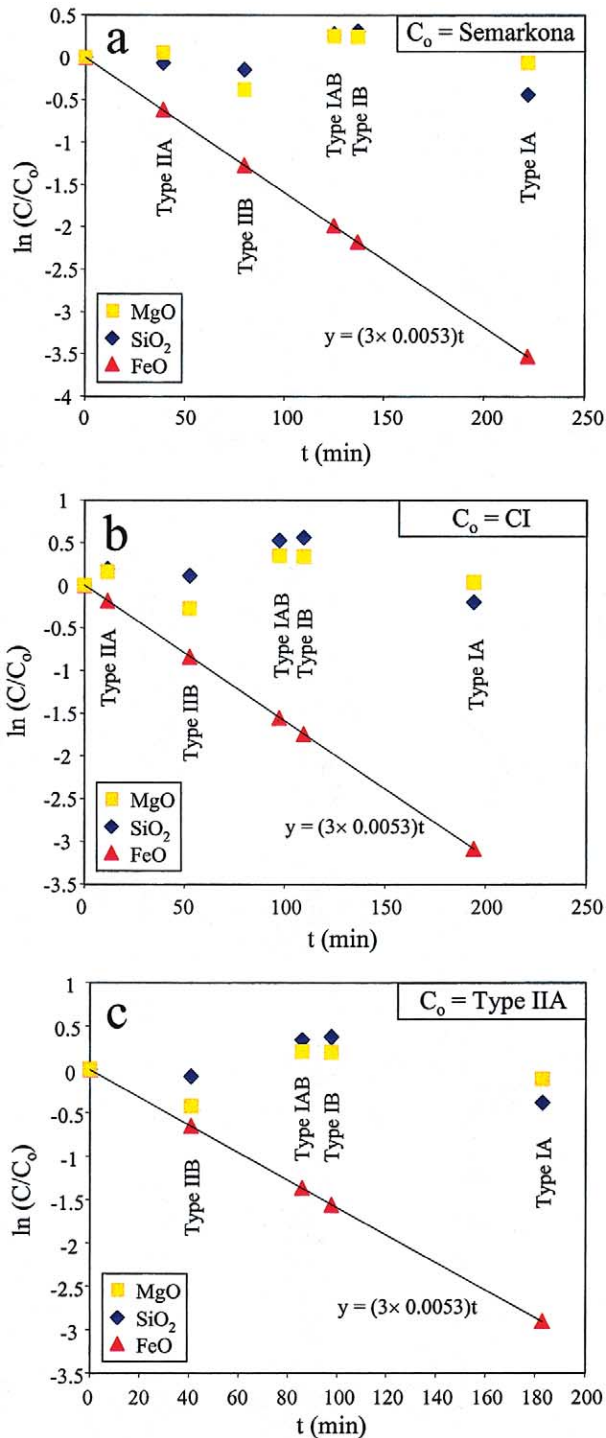 a
C₀ = Semarkona
0.5
0
-0.5
-1
-1.5
-2
-2.5
-3
-3.5
-4
ln (C/C₀)
Type IIA
Type IIB
Type IAB
Type IB
Type IA
MgO
SiO₂
FeO
y = (3× 0.0053)t
0 50 100 150 200 250
t (min)
b
C₀ = CI
1
0.5
0
-0.5
-1
-1.5
-2
-2.5
-3
-3.5
ln (C/C₀)
Type IIA
Type IIB
Type IAB
Type IB
Type IA
MgO
SiO₂
FeO
y = (3× 0.0053)t
0 50 100 150 200 250
t (min)
c
C₀ = Type IIA
1
0.5
0
-0.5
-1
-1.5
-2
-2.5
-3
-3.5
ln (C/C₀)
Type IIB
Type IAB
Type IB
Type IA
MgO
SiO₂
FeO
y = (3× 0.0053)t
0 20 40 60 80 100 120 140 160 180 200
t (min)